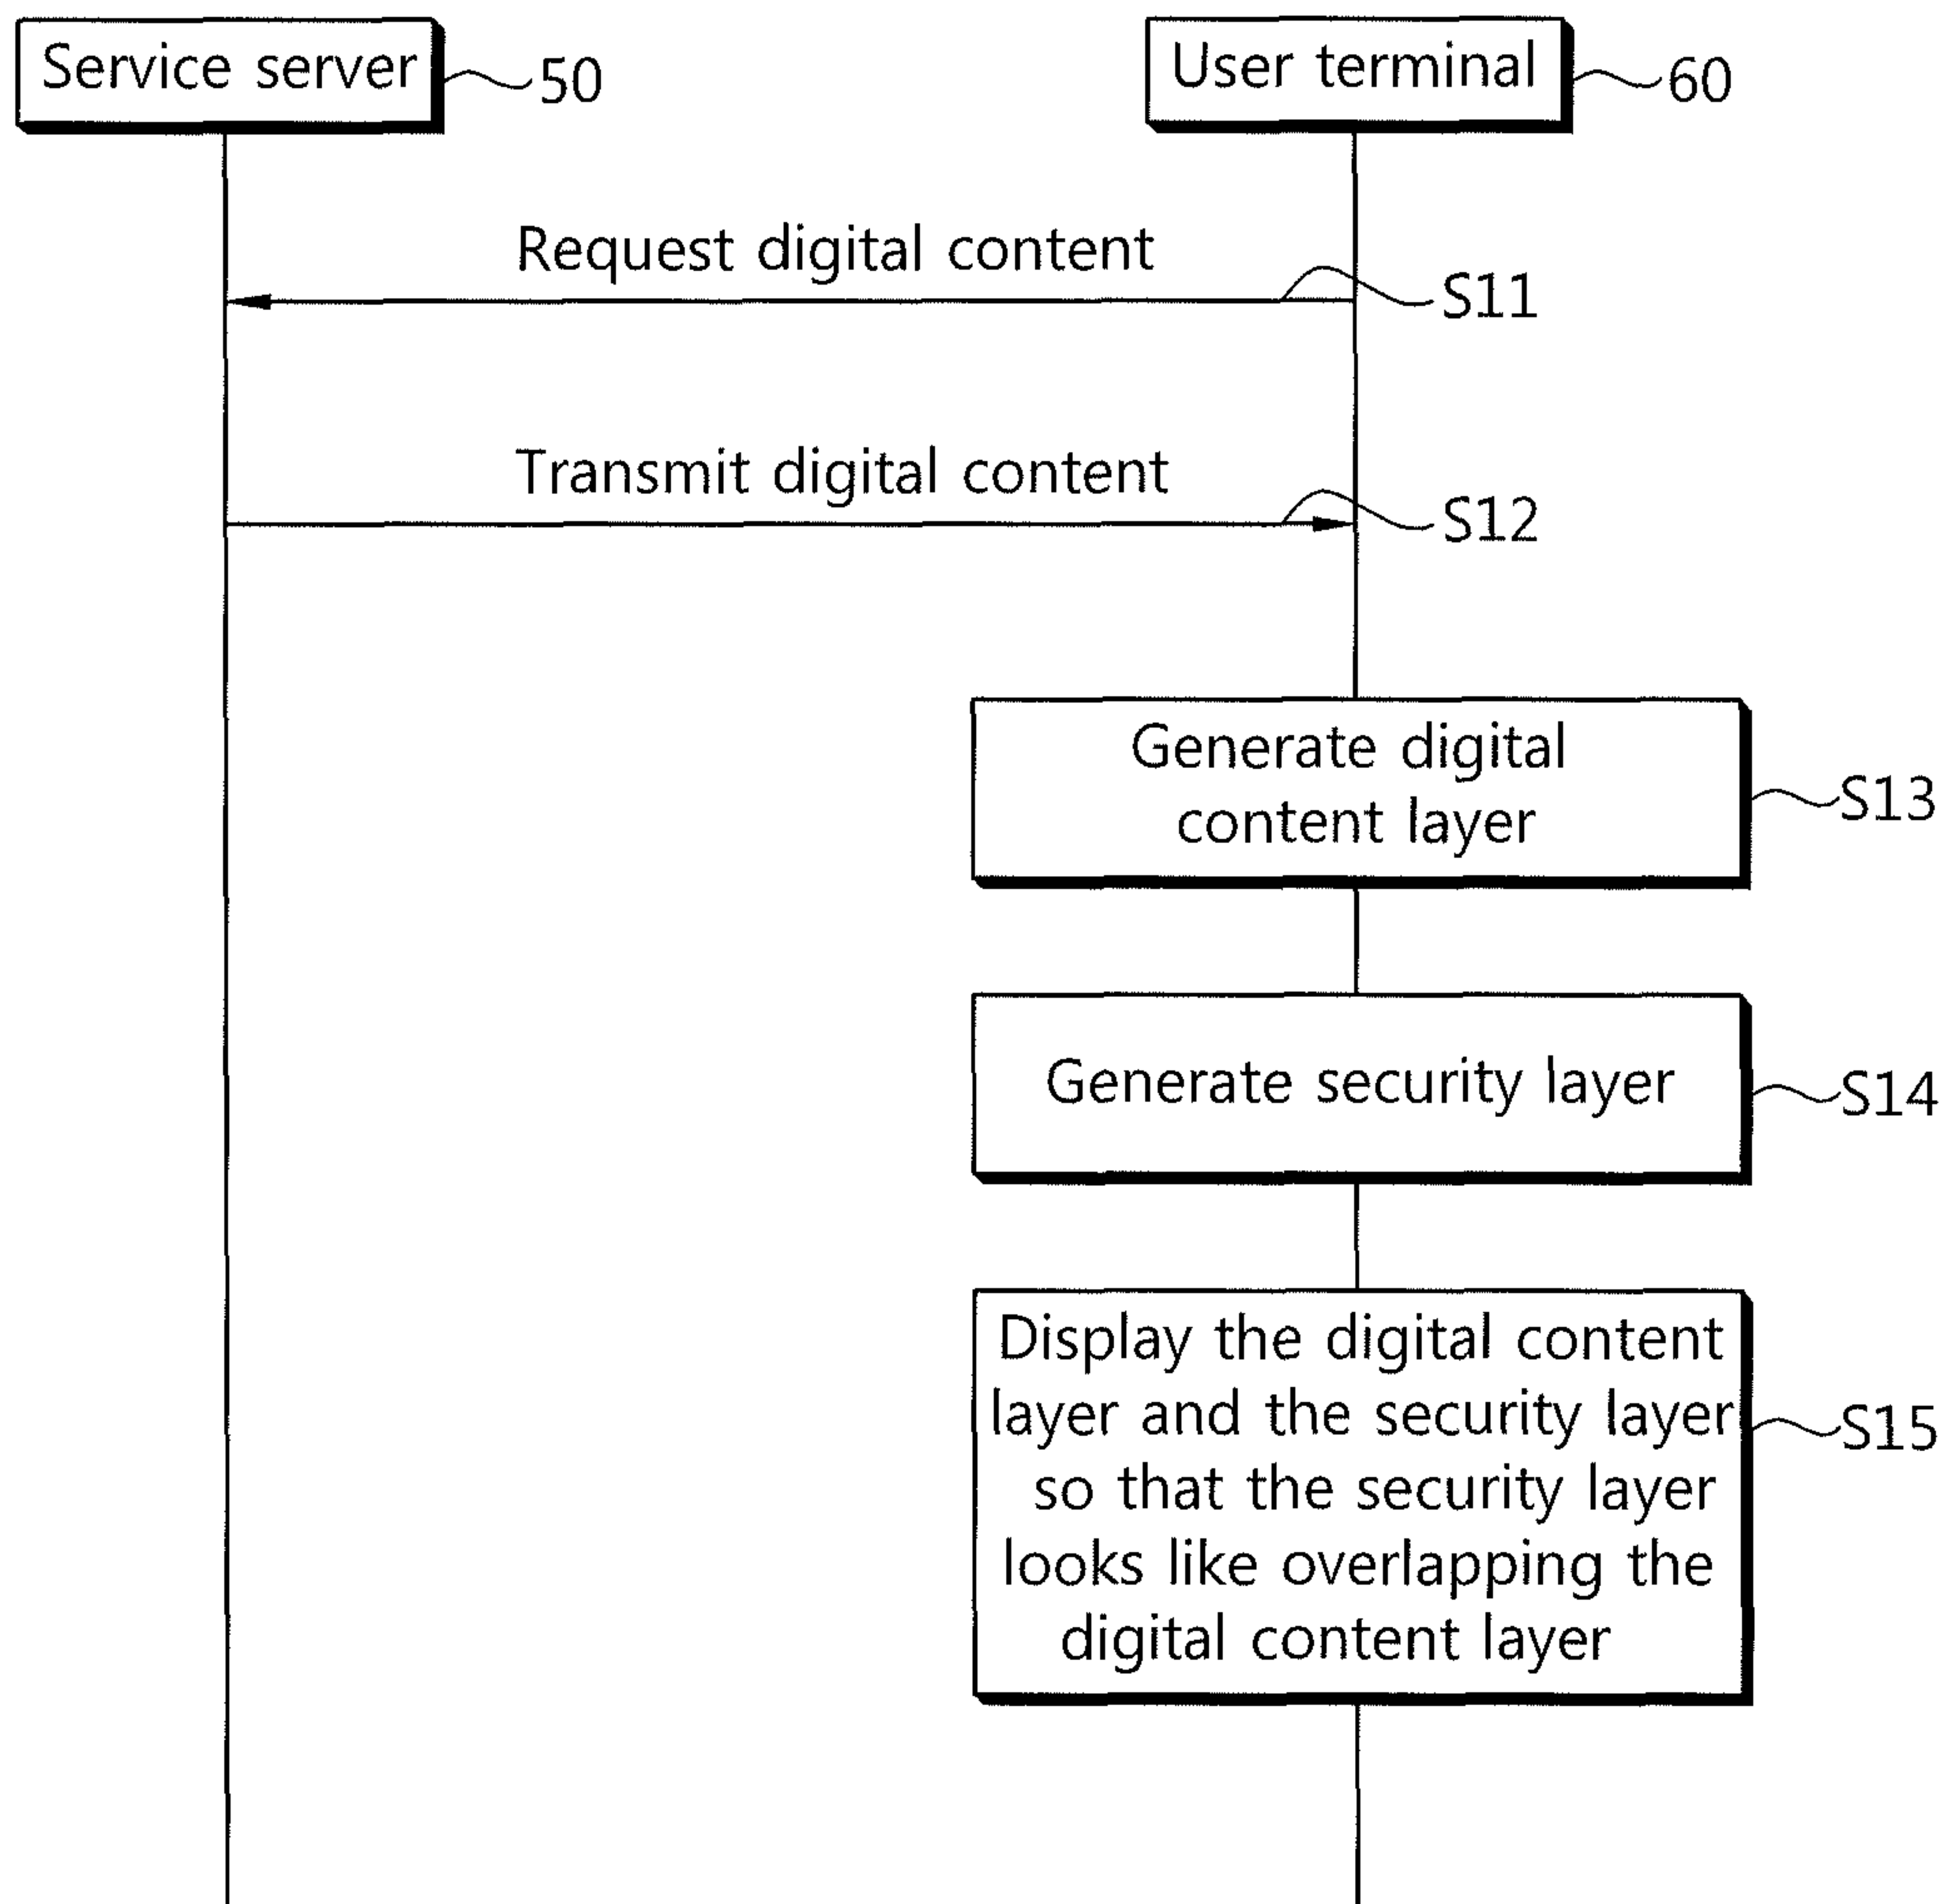 Service server
50
User terminal
60
Request digital content
S11
Transmit digital content
S12
Generate digital
content layer
S13
Generate security layer
S14
Display the digital content
layer and the security layer
so that the security layer
looks like overlapping the
digital content layer
S15